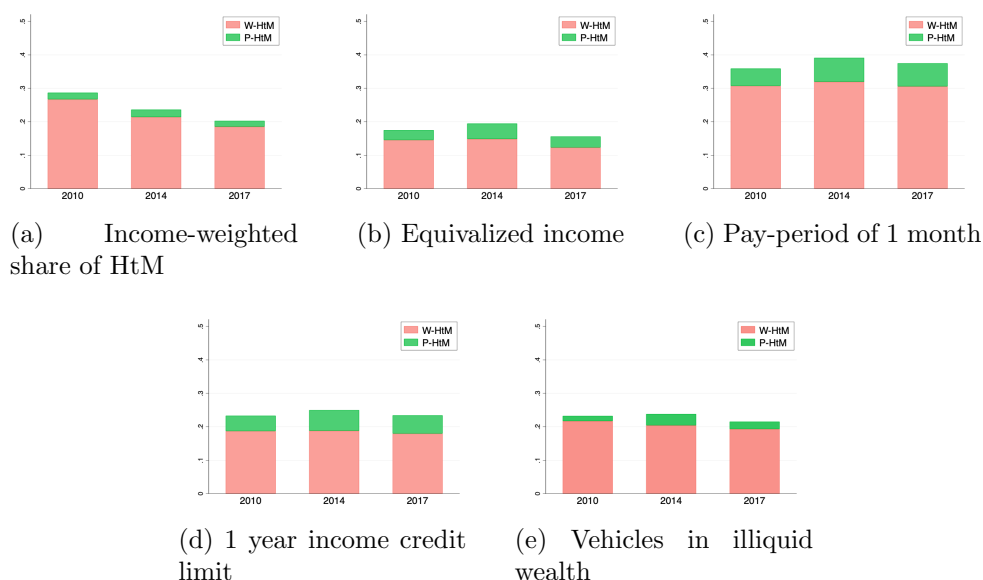 W-HtM
P-HtM
.5
.4
.3
.2
.1
0
2010 2014 2017
W-HtM
P-HtM
.5
.4
.3
.2
.1
0
2010 2014 2017
W-HtM
P-HtM
.5
.4
.3
.2
.1
0
2010 2014 2017
(a) Income-weighted
share of HtM
(b) Equivalized income
(c) Pay-period of 1 month
W-HtM
P-HtM
.5
.4
.3
.2
.1
0
2010 2014 2017
W-HtM
P-HtM
.5
.4
.3
.2
.1
0
2010 2014 2017
(d) 1 year income credit
limit
(e) Vehicles in illiquid
wealth